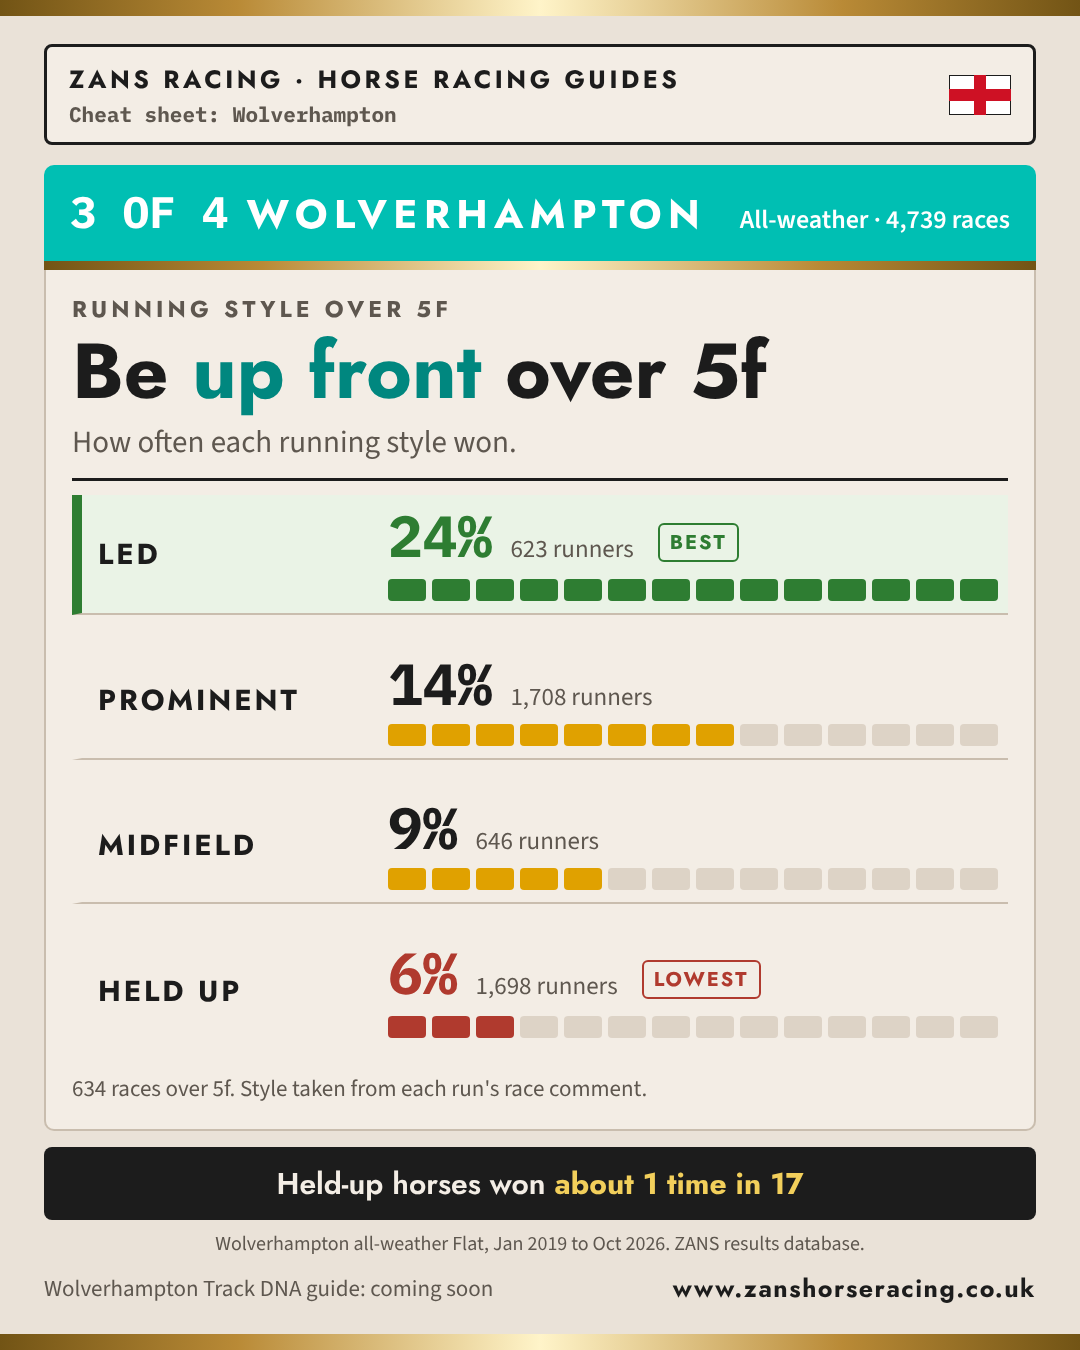 ZANS RACING · HORSE RACING GUIDES
Cheat sheet: Wolverhampton
3 OF 4 WOLVERHAMPTON All-weather · 4,739 races
RUNNING STYLE OVER 5F
Be up front over 5f
How often each running style won.
LED 24% 623 runners BEST
PROMINENT 14% 1,708 runners
MIDFIELD 9% 646 runners
HELD UP 6% 1,698 runners LOWEST
634 races over 5f. Style taken from each run's race comment.
Held-up horses won about 1 time in 17
Wolverhampton all-weather Flat, Jan 2019 to Oct 2026. ZANS results database.
Wolverhampton Track DNA guide: coming soon www.zanshorseracing.co.uk